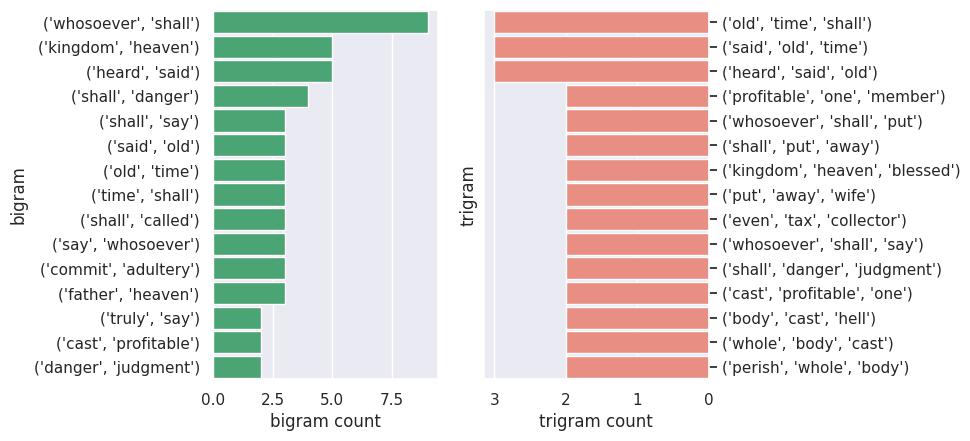 ('whosoever', 'shall')
('kingdom', 'heaven')
('heard', 'said')
('shall', 'danger')
('shall', 'say')
('said', 'old')
('old', 'time')
('time', 'shall')
('shall', 'called')
('say', 'whosoever')
('commit', 'adultery')
('father', 'heaven')
('truly', 'say')
('cast', 'profitable')
('danger', 'judgment')
bigram
0.0 2.5 5.0 7.5
bigram count
('old', 'time', 'shall')
('said', 'old', 'time')
('heard', 'said', 'old')
('profitable', 'one', 'member')
('whosoever', 'shall', 'put')
('shall', 'put', 'away')
('kingdom', 'heaven', 'blessed')
('put', 'away', 'wife')
('even', 'tax', 'collector')
('whosoever', 'shall', 'say')
('shall', 'danger', 'judgment')
('cast', 'profitable', 'one')
('body', 'cast', 'hell')
('whole', 'body', 'cast')
('perish', 'whole', 'body')
trigram
3 2 1 0
trigram count